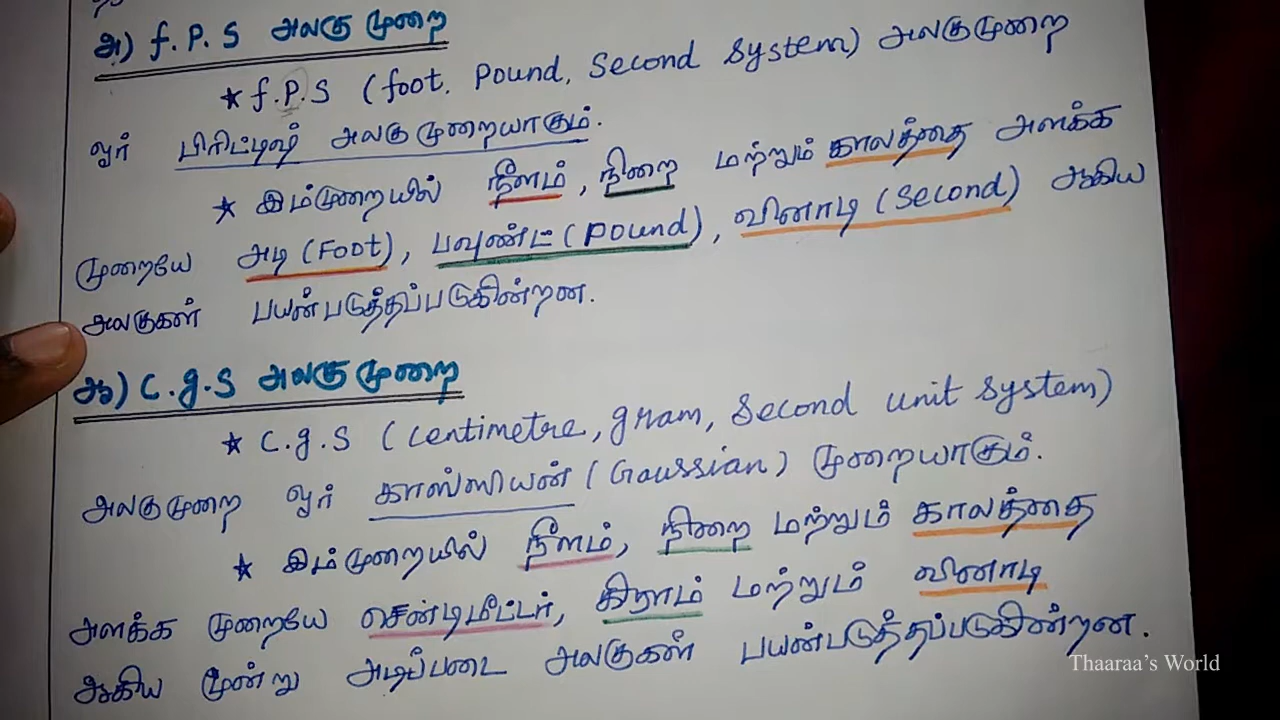 அ) f.P.S அலகு முறை
★ f.P.S (foot, Pound, Second System) அலகுமுறை
ஓர் பிரிட்டிஷ் அலகு முறையாகும்.
★ இம்முறையில் நீளம், நிறை மற்றும் காலத்தை அளக்க
முறையே அடி (Foot), பவுண்ட் (Pound), வினாடி (Second) ஆகிய
அலகுகள் பயன்படுத்தப்படுகின்றன.
ஆ) C.g.S அலகு முறை
★ C.g.S (Centimetre, gram, Second unit System)
அலகுமுறை ஓர் காஸ்ஸியன் (Gaussian) முறையாகும்.
★ இம்முறையில் நீளம், நிறை மற்றும் காலத்தை
அளக்க முறையே சென்டிமீட்டர், கிராம் மற்றும் வினாடி
ஆகிய மூன்று அடிப்படை அலகுகள் பயன்படுத்தப்படுகின்றன.
Thaaraa's World